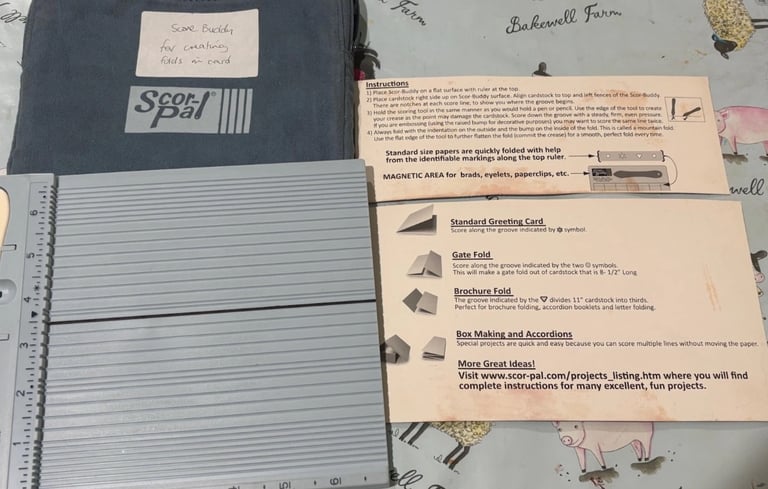 Score Buddy
for creating
folds in card
Scor-
Pal®
Bakewell Farm
Farm
well
Instructions
1) Place Scor-Buddy on a flat surface with ruler at the top.
2) Place cardstock right side up on Scor-Buddy surface. Align cardstock to top and left fences of the Scor-Buddy.
There are notches at each score line, to show you where the groove begins.
3) Hold the scoring tool in the same manner as you would hold a pen or pencil. Use the edge of the tool to create
your crease as the point may damage the cardstock. Score down the groove with a steady, firm, even pressure.
If you are embossing (using the raised bump for decorative purposes) you may want to score the same line twice.
4) Always fold with the indentation on the outside and the bump on the inside of the fold. This is called a mountain fold.
Use the flat edge of the tool to further flatten the fold (commit the crease) for a smooth, perfect fold every time.
Standard size papers are quickly folded with help
from the identifiable markings along the top ruler.
MAGNETIC AREA for brads, eyelets, paperclips, etc.
Standard Greeting Card
Score along the groove indicated by ✡ symbol.
Gate Fold
Score along the groove indicated by the two ☺ symbols.
This will make a gate fold out of cardstock that is 8- 1/2" Long
Brochure Fold
The groove indicated by the ▽ divides 11" cardstock into thirds.
Perfect for brochure folding, accordion booklets and letter folding.
Box Making and Accordions
Special projects are quick and easy because you can score multiple lines without moving the paper.
More Great Ideas!
Visit www.scor-pal.com/projects_listing.htm where you will find
complete instructions for many excellent, fun projects.
6
5
4
3
2
1
5
6